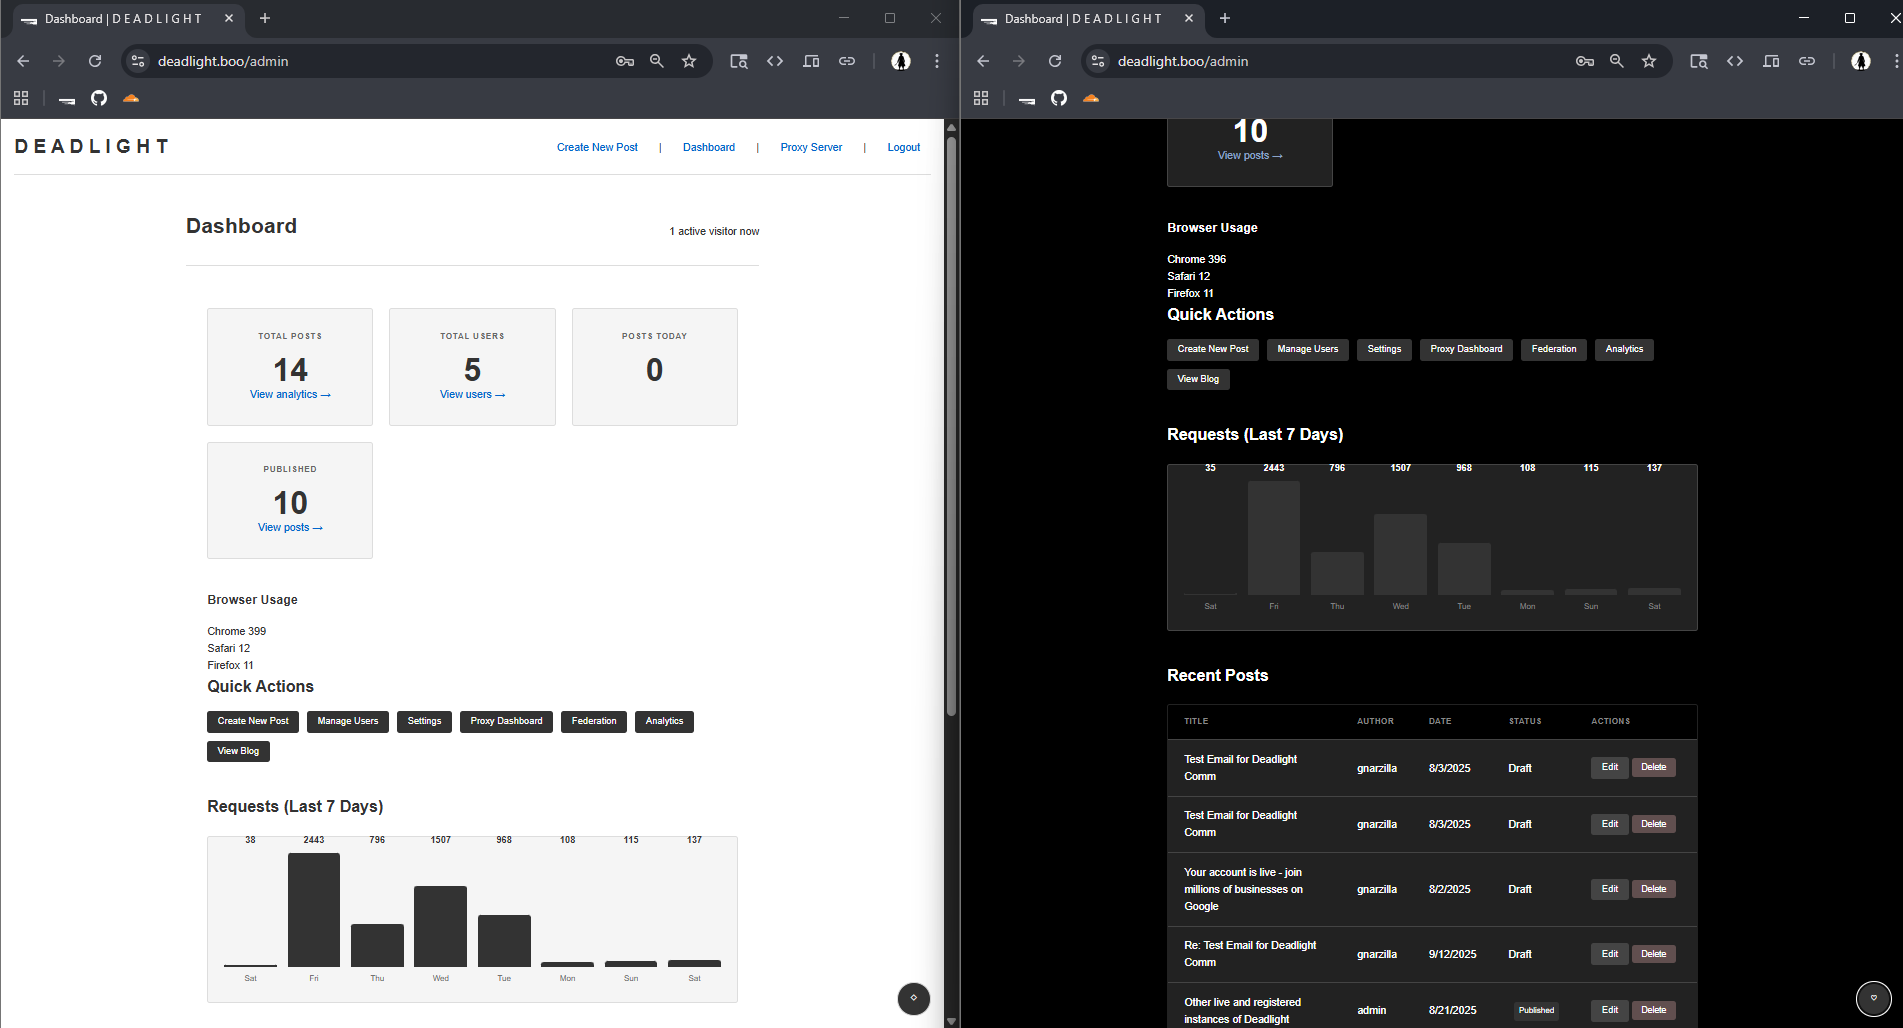 Dashboard | D E A D L I G H T
deadlight.boo/admin
DEADLIGHT
Create New Post | Dashboard | Proxy Server | Logout
Dashboard
1 active visitor now
TOTAL POSTS
14
View analytics →
TOTAL USERS
5
View users →
POSTS TODAY
0
PUBLISHED
10
View posts →
Browser Usage
Chrome 399
Safari 12
Firefox 11
Quick Actions
Create New Post Manage Users Settings Proxy Dashboard Federation Analytics
View Blog
Requests (Last 7 Days)
38 2443 796 1507 968 108 115 137
Sat Fri Thu Wed Tue Mon Sun Sat
Dashboard | D E A D L I G H T
deadlight.boo/admin
10
View posts →
Browser Usage
Chrome 396
Safari 12
Firefox 11
Quick Actions
Create New Post Manage Users Settings Proxy Dashboard Federation Analytics
View Blog
Requests (Last 7 Days)
35 2443 796 1507 968 108 115 137
Sat Fri Thu Wed Tue Mon Sun Sat
Recent Posts
TITLE AUTHOR DATE STATUS ACTIONS
Test Email for Deadlight
Comm
gnarzilla 8/3/2025 Draft Edit Delete
Test Email for Deadlight
Comm
gnarzilla 8/3/2025 Draft Edit Delete
Your account is live - join
millions of businesses on
Google
gnarzilla 8/2/2025 Draft Edit Delete
Re: Test Email for Deadlight
Comm
gnarzilla 9/12/2025 Draft Edit Delete
Other live and registered
instances of Deadlight
admin 8/21/2025 Published Edit Delete